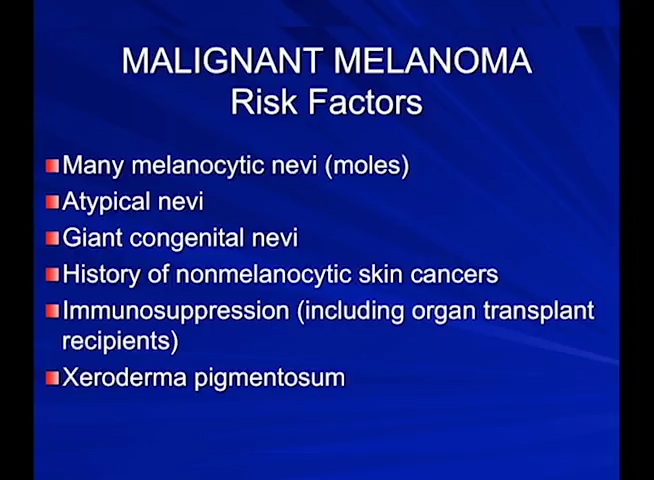 MALIGNANT MELANOMA
Risk Factors
Many melanocytic nevi (moles)
Atypical nevi
Giant congenital nevi
History of nonmelanocytic skin cancers
Immunosuppression (including organ transplant
recipients)
Xeroderma pigmentosum